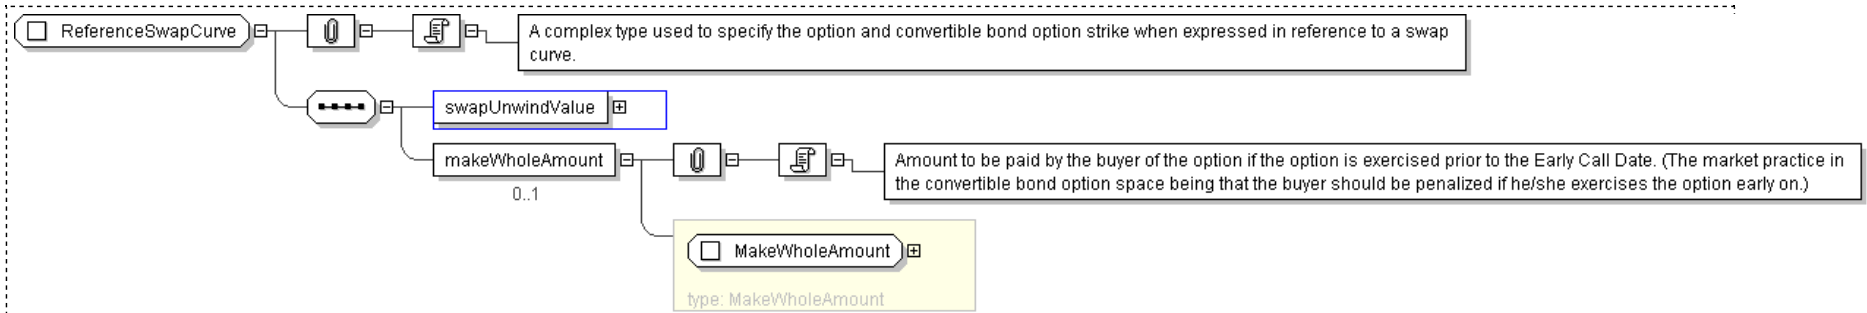 ReferenceSwapCurve
A complex type used to specify the option and convertible bond option strike when expressed in reference to a swap
curve.
swapUnwindValue
makeWholeAmount
0..1
Amount to be paid by the buyer of the option if the option is exercised prior to the Early Call Date. (The market practice in
the convertible bond option space being that the buyer should be penalized if he/she exercises the option early on.)
MakeWholeAmount
type: MakeWholeAmount